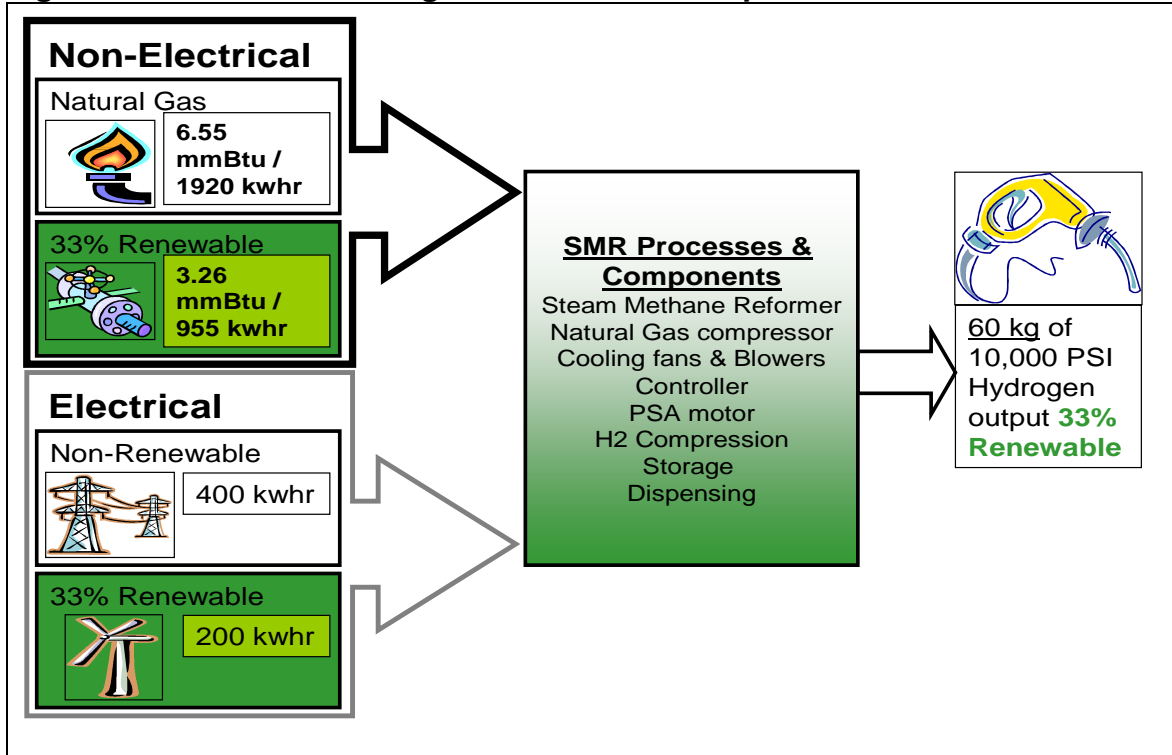 Non-Electrical
Natural Gas
6.55
mmBtu /
1920 kwhr
33% Renewable
3.26
mmBtu /
955 kwhr
Electrical
Non-Renewable
400 kwhr
33% Renewable
200 kwhr
SMR Processes &
Components
Steam Methane Reformer
Natural Gas compressor
Cooling fans & Blowers
Controller
PSA motor
H2 Compression
Storage
Dispensing
60 kg of
10,000 PSI
Hydrogen
output 33%
Renewable